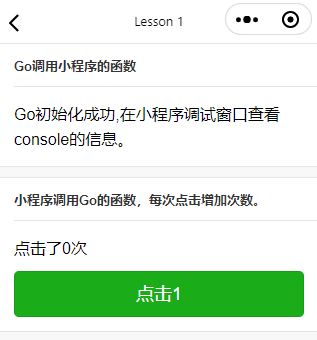 Lesson 1
Go调用小程序的函数
Go初始化成功,在小程序调试窗口查看
console的信息。
小程序调用Go的函数，每次点击增加次数。
点击了0次
点击1